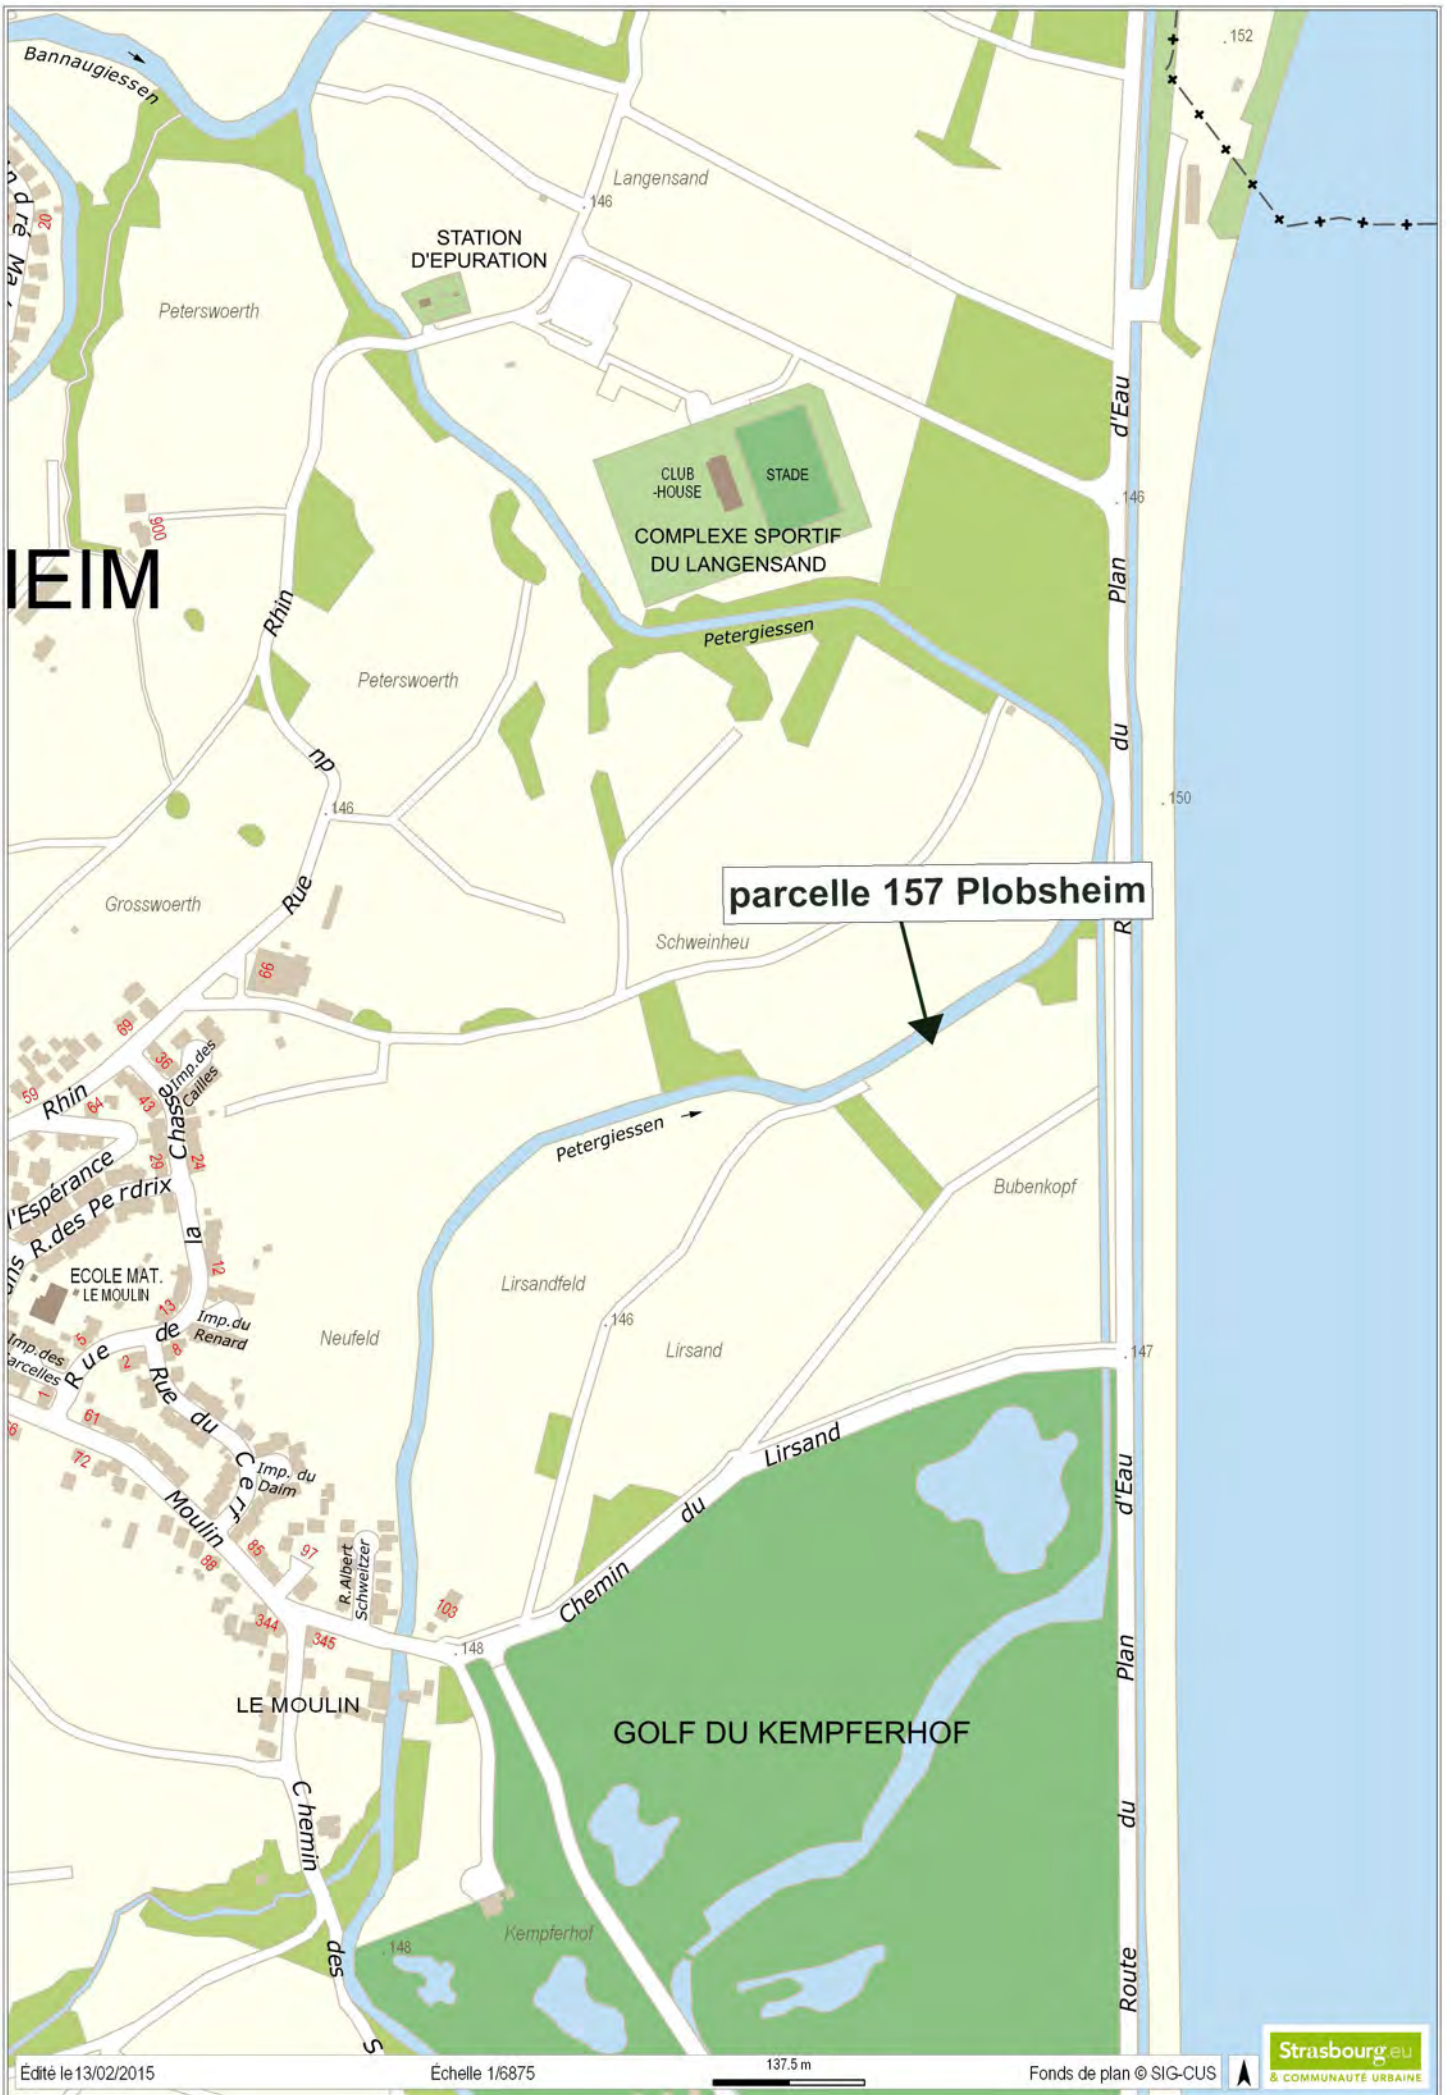 Bannaugiessen
.152
Langensand
.146
20
STATION
D'EPURATION
Peterswoerth
d'Eau
CLUB
-HOUSE
STADE
.146
900
COMPLEXE SPORTIF
DU LANGENSAND
IEIM
Plan
Rhin
Petergiessen
Peterswoerth
du
du
.146
.150
parcelle 157 Plobsheim
Rue
Grosswoerth
R
Schweinheu
66
69
36
Imp.des
Cailles
59
Rhin
64
43
Chasse
Petergiessen
29
24
l'Espérance
R.des Perdrix
Bubenkopf
la
12
ECOLE MAT.
LE MOULIN
Lirsandfeld
13
Imp.du
Renard
.146
5
de
Neufeld
Lirsand
.147
Imp.des
Rue
2
8
1
Rue
61
du
72
Cerf
Imp. du
Daim
Lirsand
d'Eau
Moulin
du
85
97
88
R.Albert
Schweitzer
Chemin
103
344
345
.148
Plan
LE MOULIN
GOLF DU KEMPFERHOF
Chemin
du
Kempferhof
.148
des
Route
S
Édité le 13/02/2015
Échelle 1/6875
137.5 m
Fonds de plan © SIG-CUS
Strasbourg.eu
& COMMUNAUTÉ URBAINE